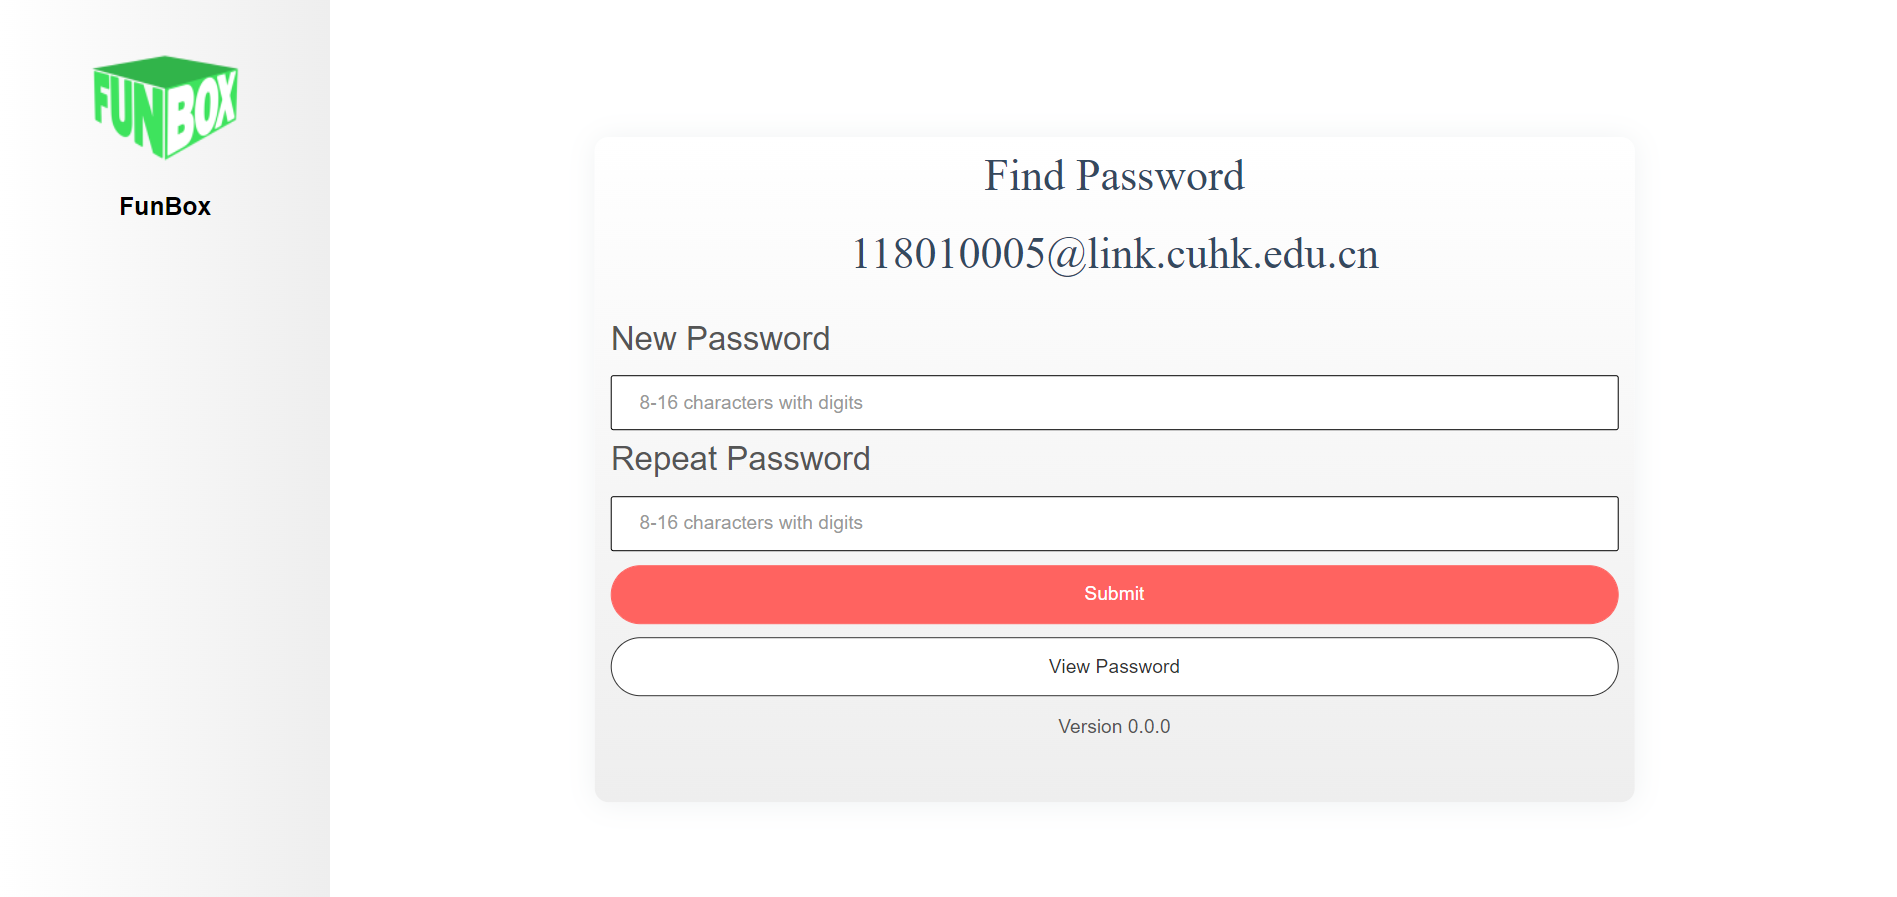 FUNBOX
FunBox
Find Password
118010005@link.cuhk.edu.cn
New Password
8-16 characters with digits
Repeat Password
8-16 characters with digits
Submit
View Password
Version 0.0.0